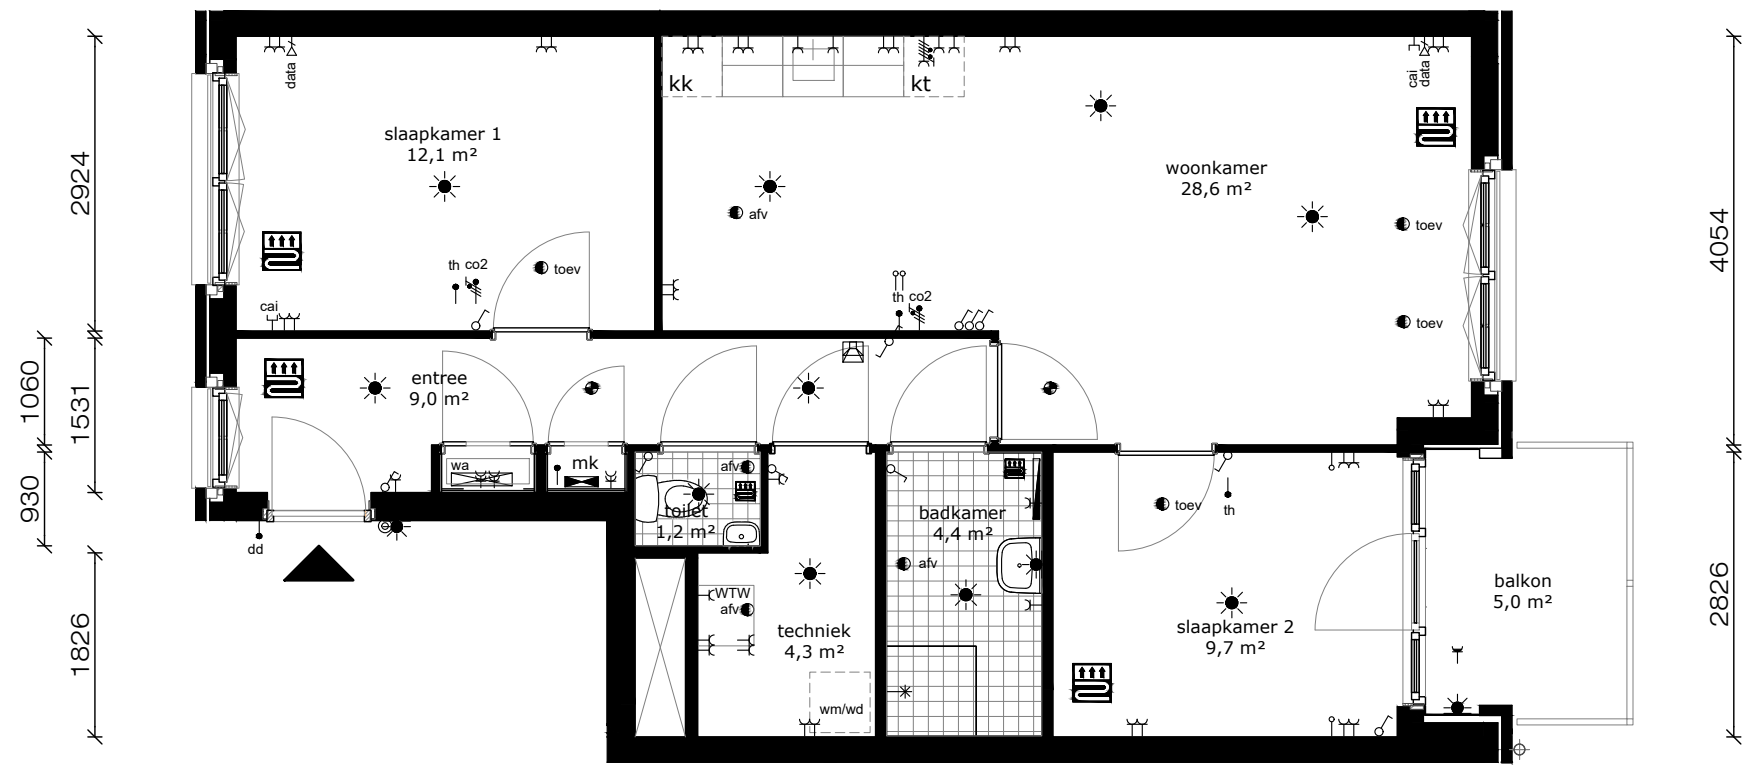 data
kk
kt
cai
data
slaapkamer 1
12,1 m²
woonkamer
28,6 m²
2924
4054
afv
toev
th co2
toev
cai
th co2
toev
1060
1531
entree
9,0 m²
wa
mk
afv
930
toilet
1,2 m²
badkamer
4,4 m²
toev
th
dd
afv
WTW
afv
balkon
5,0 m²
1826
techniek
4,3 m²
slaapkamer 2
9,7 m²
2826
wm/wd